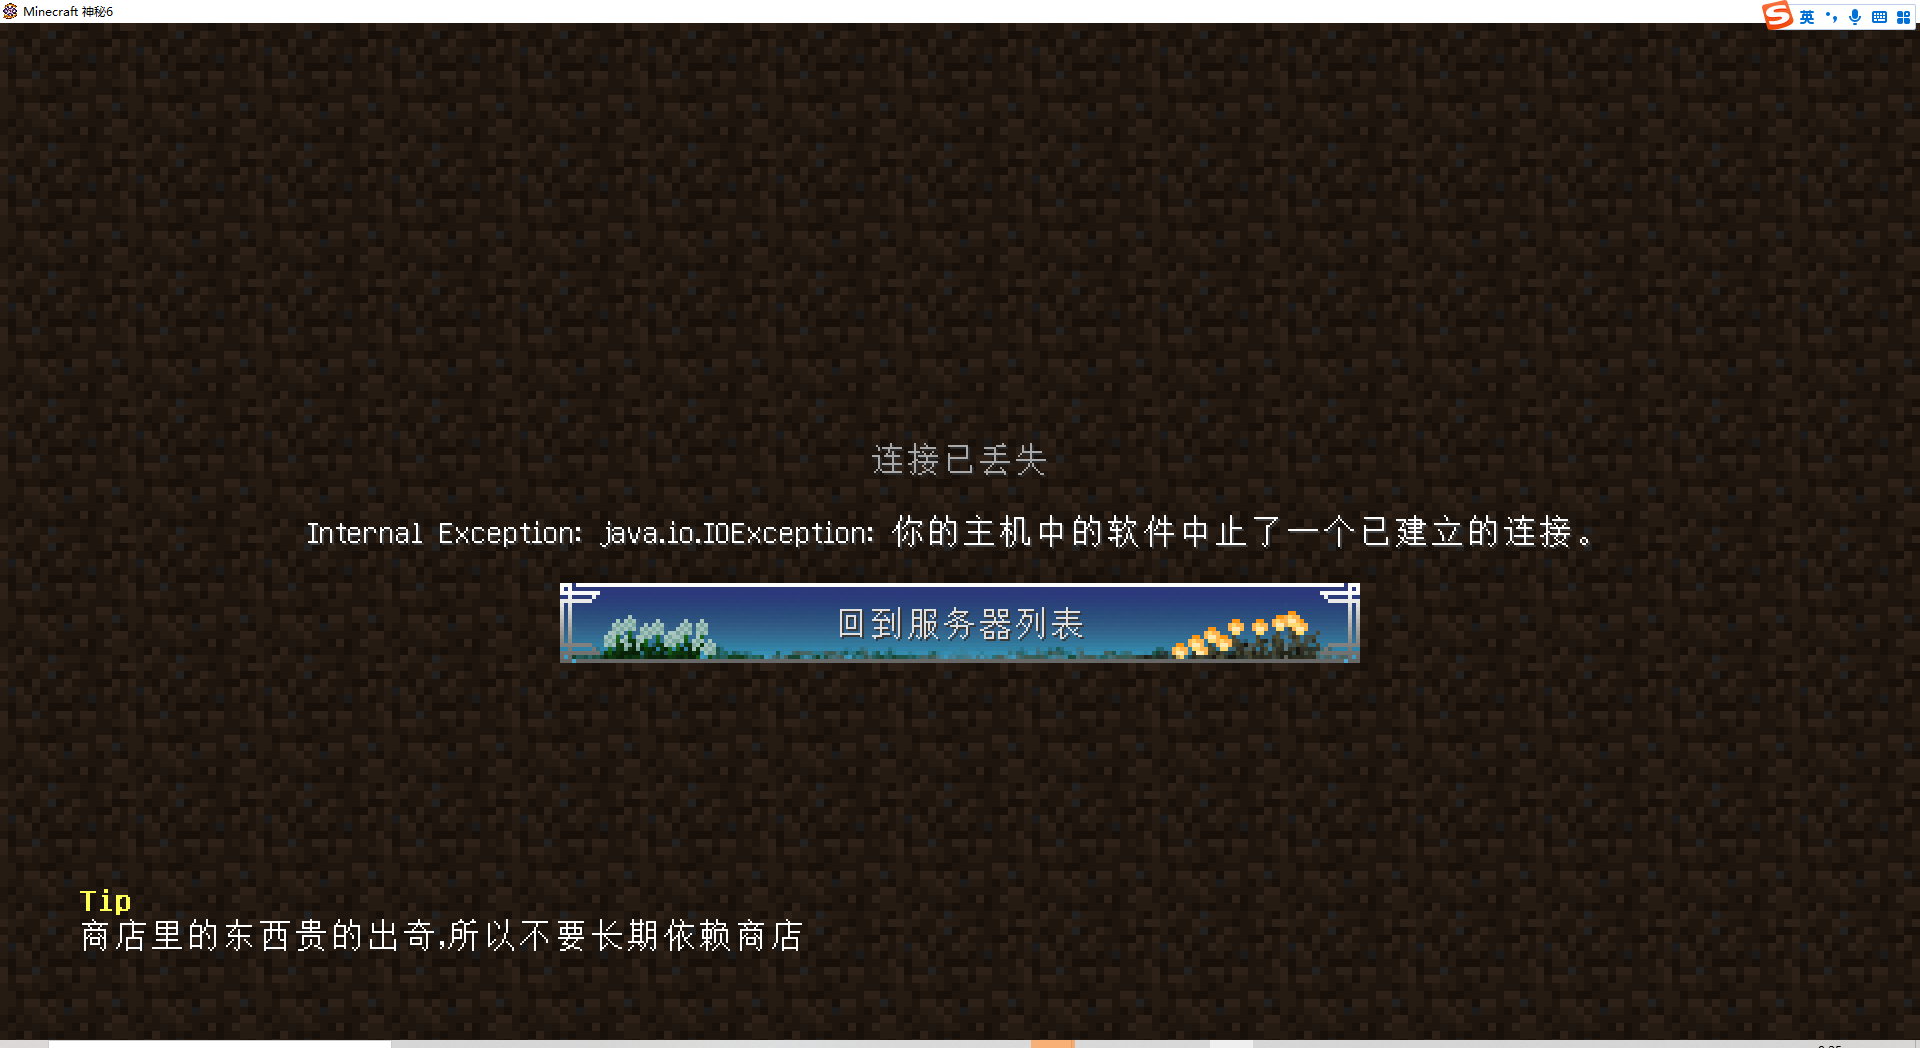 Minecraft 神秘6
英
连接已丢失
Internal Exception: java.io.IOException: 你的主机中的软件中止了一个已建立的连接。
回到服务器列表
Tip
商店里的东西贵的出奇,所以不要长期依赖商店